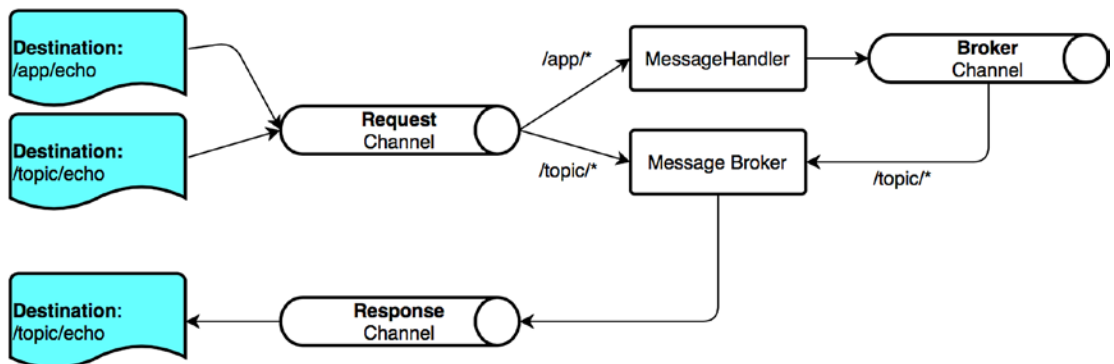 Destination:
/app/echo
Destination:
/topic/echo
Request
Channel
/app/*
/topic/*
MessageHandler
Message Broker
Broker
Channel
/topic/*
Destination:
/topic/echo
Response
Channel